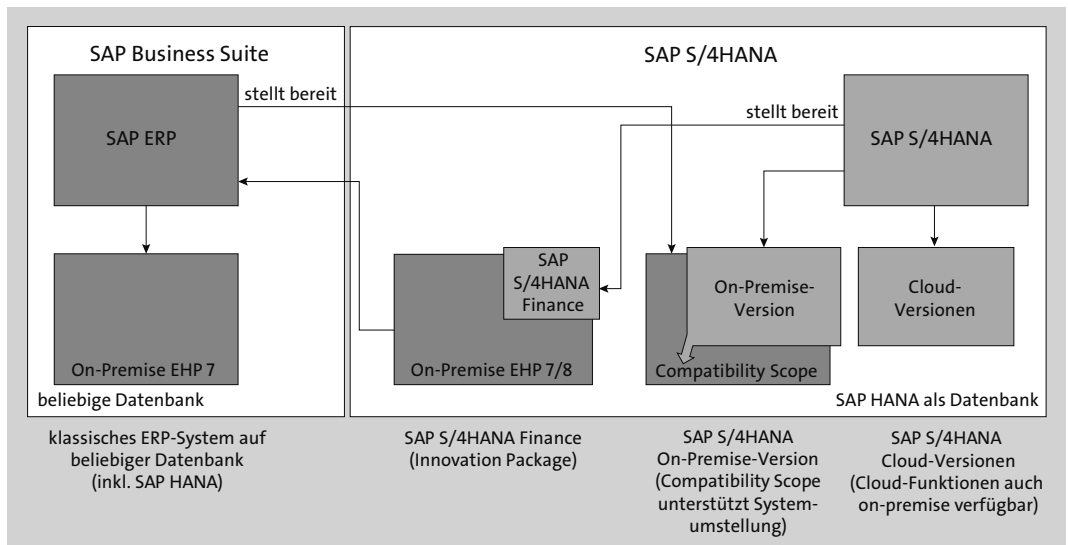 SAP Business Suite
SAP S/4HANA
stellt bereit
stellt bereit
SAP ERP
SAP S/4HANA
SAP
S/4HANA
Finance
On-Premise-
Version
Cloud-
Versionen
On-Premise EHP 7
On-Premise EHP 7/8
Compatibility Scope
beliebige Datenbank
SAP HANA als Datenbank
klassisches ERP-System auf
beliebiger Datenbank
(inkl. SAP HANA)
SAP S/4HANA Finance
(Innovation Package)
SAP S/4HANA
On-Premise-Version
(Compatibility Scope
unterstützt System-
umstellung)
SAP S/4HANA
Cloud-Versionen
(Cloud-Funktionen auch
on-premise verfügbar)